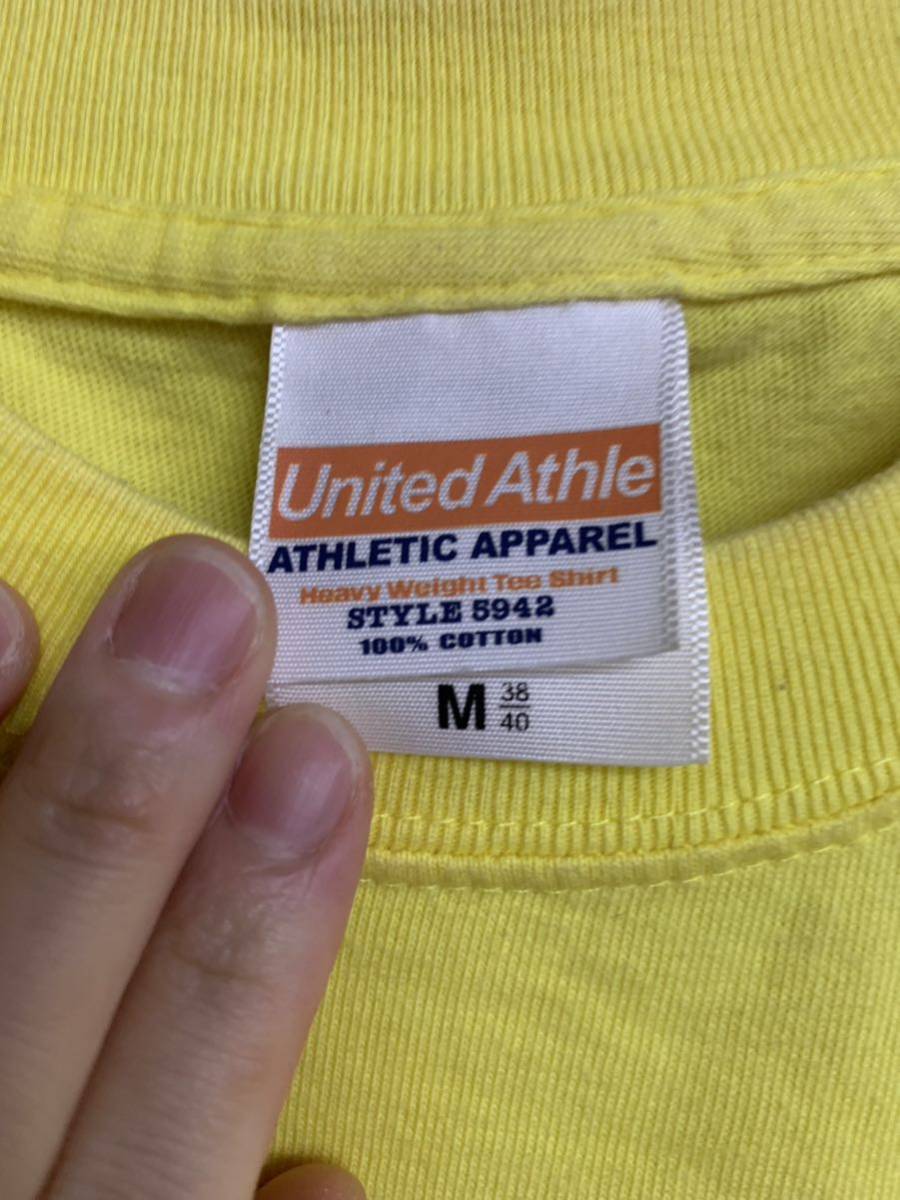 United Athle
ATHLETIC APPAREL
Heavy Weight Tee Shirt
STYLE 5942
100% COTTON
M 38
40